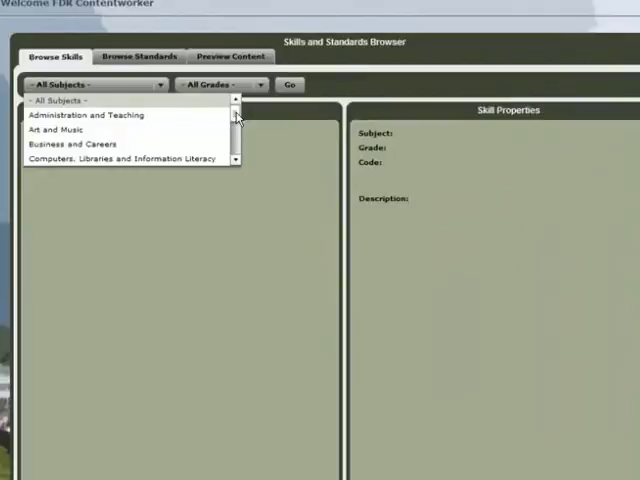 Welcome FDR Contentworker
Skills and Standards Browser
Browse Skills
Browse Standards
Preview Content
- All Subjects -
- All Grades -
Go
- All Subjects -
Administration and Teaching
Art and Music
Business and Careers
Computers, Libraries and Information Literacy
Skill Properties
Subject:
Grade:
Code:
Description: